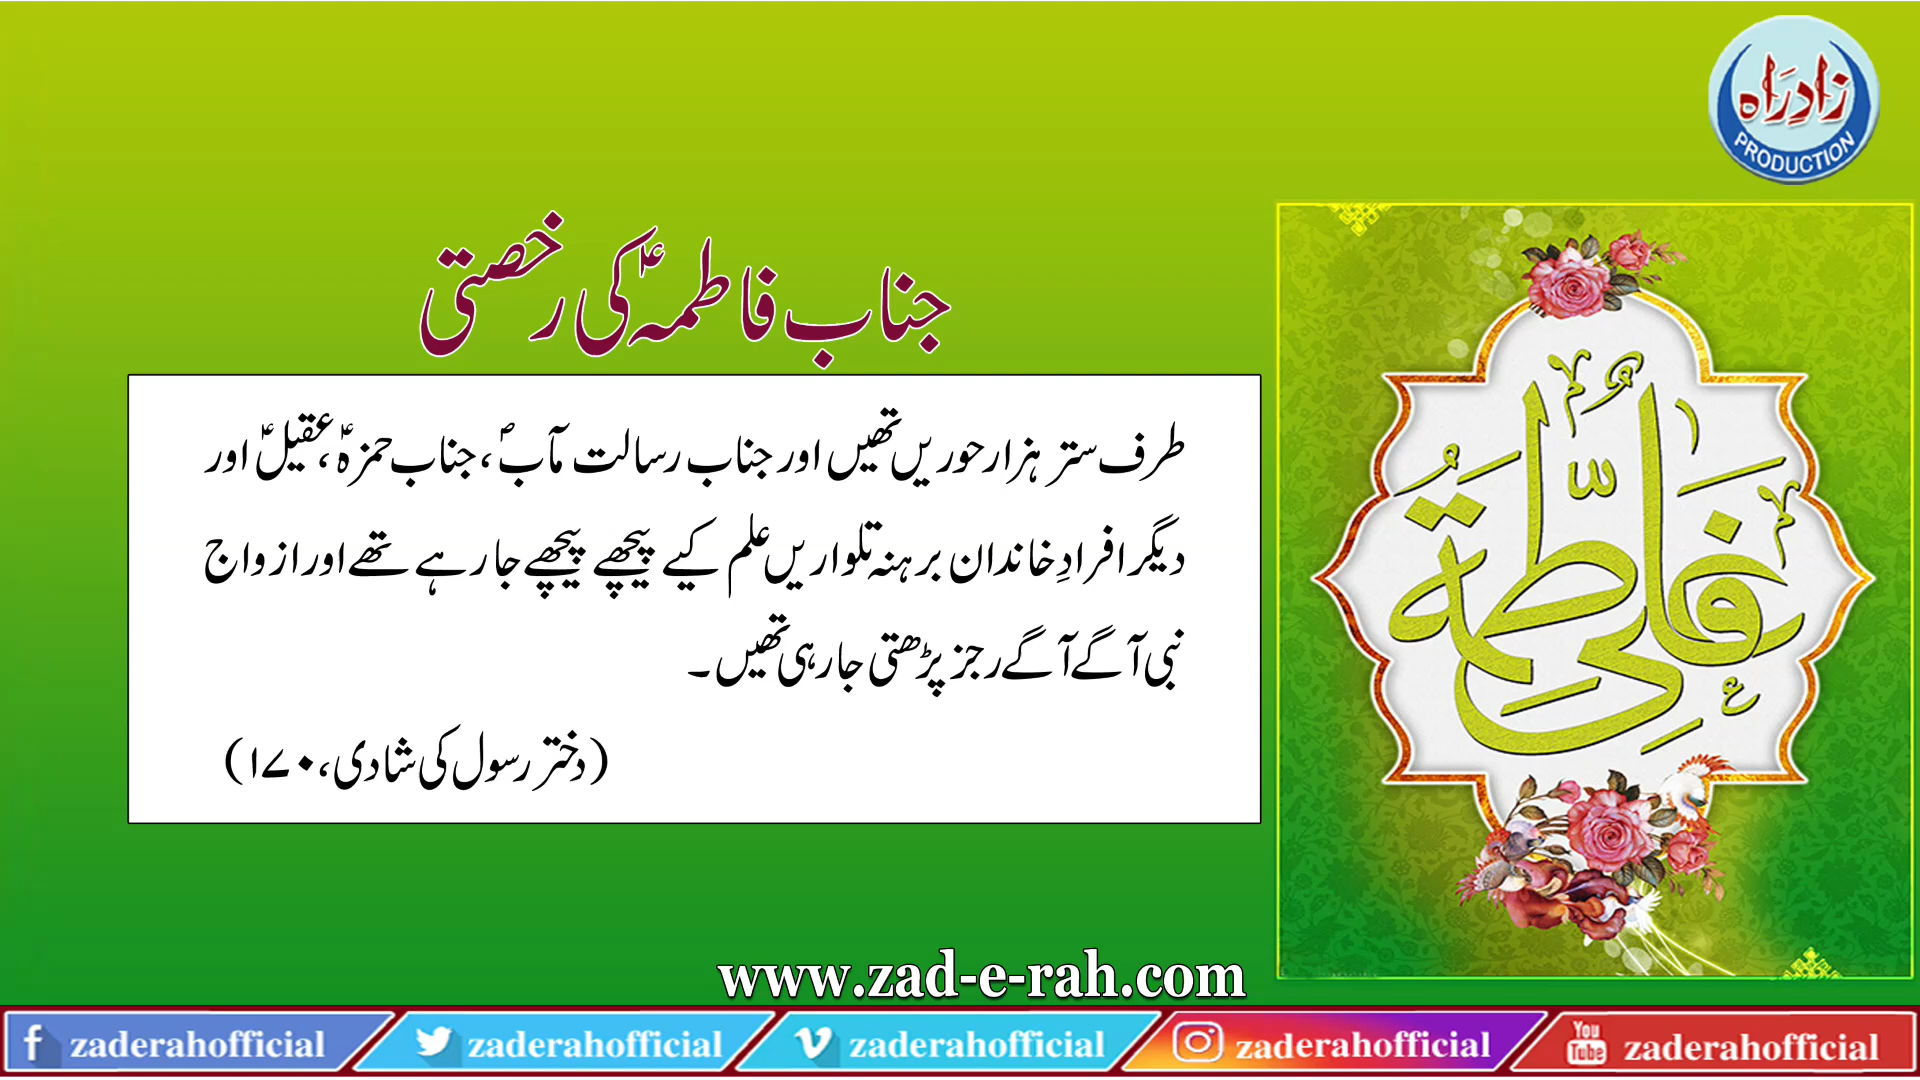 زادِراہ
PRODUCTION
جناب فاطمہؑ کی رخصتی
طرف ستر ہزار حوریں تھیں اور جناب رسالت مآبؐ، جناب حمزہؑ، عقیلؑ اور
دیگر افرادِ خاندان برہنہ تلواریں علم کیے پیچھے پیچھے جا رہے تھے اور ازواج
نبی آگے آگے رجز پڑھتی جا رہی تھیں۔
(دختر رسول کی شادی، ۱۷۰)
علی
فاطمة
www.zad-e-rah.com
zaderahofficial
zaderahofficial
zaderahofficial
zaderahofficial
You Tube zaderahofficial